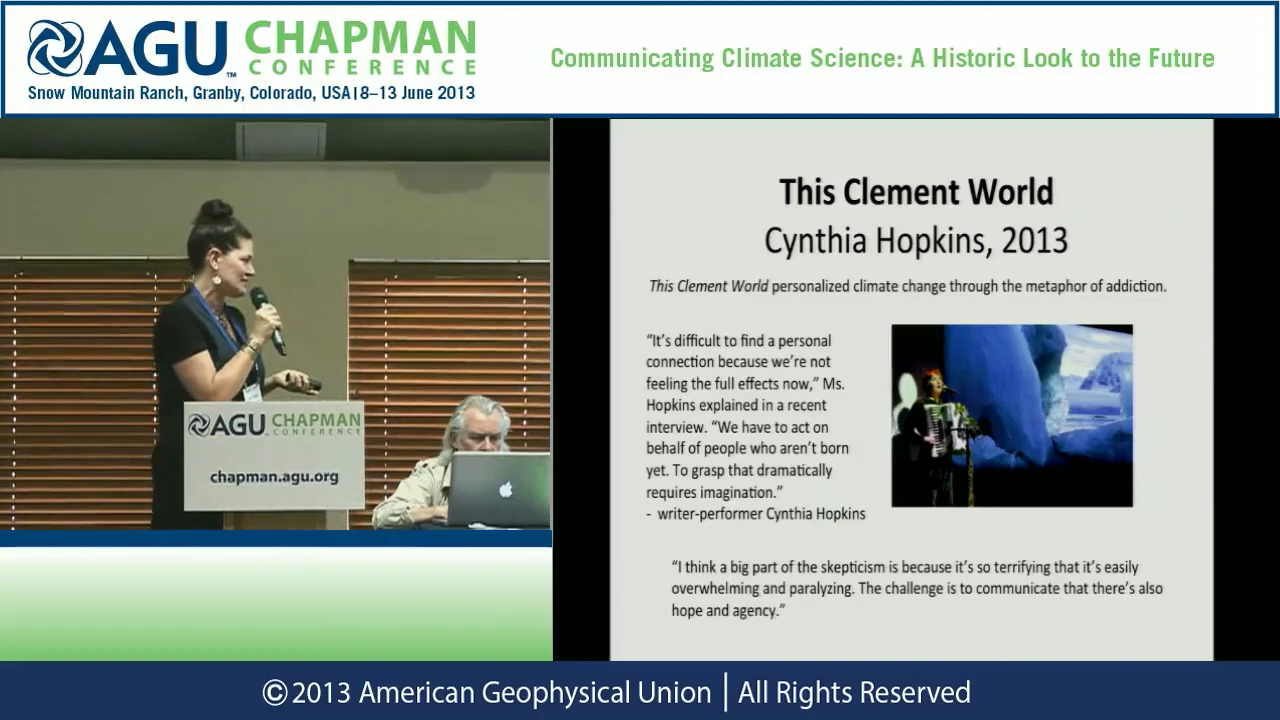 AGU CHAPMAN
CONFERENCE
TM
Snow Mountain Ranch, Granby, Colorado, USA|8–13 June 2013
Communicating Climate Science: A Historic Look to the Future
This Clement World
Cynthia Hopkins, 2013
This Clement World personalized climate change through the metaphor of addiction.
“It’s difficult to find a personal
connection because we’re not
feeling the full effects now,” Ms.
Hopkins explained in a recent
interview. “We have to act on
behalf of people who aren’t born
yet. To grasp that dramatically
requires imagination.”
- writer-performer Cynthia Hopkins
“I think a big part of the skepticism is because it’s so terrifying that it’s easily
overwhelming and paralyzing. The challenge is to communicate that there’s also
hope and agency.”
AGU CHAPMAN
CONFERENCE
chapman.agu.org
©2013 American Geophysical Union | All Rights Reserved